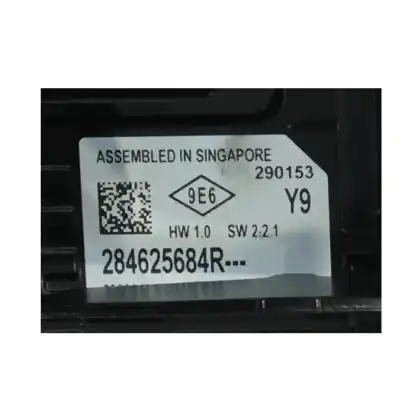 ASSEMBLED IN SINGAPORE
290153
9E6
Y9
HW 1.0 SW 2.2.1
284625684R---